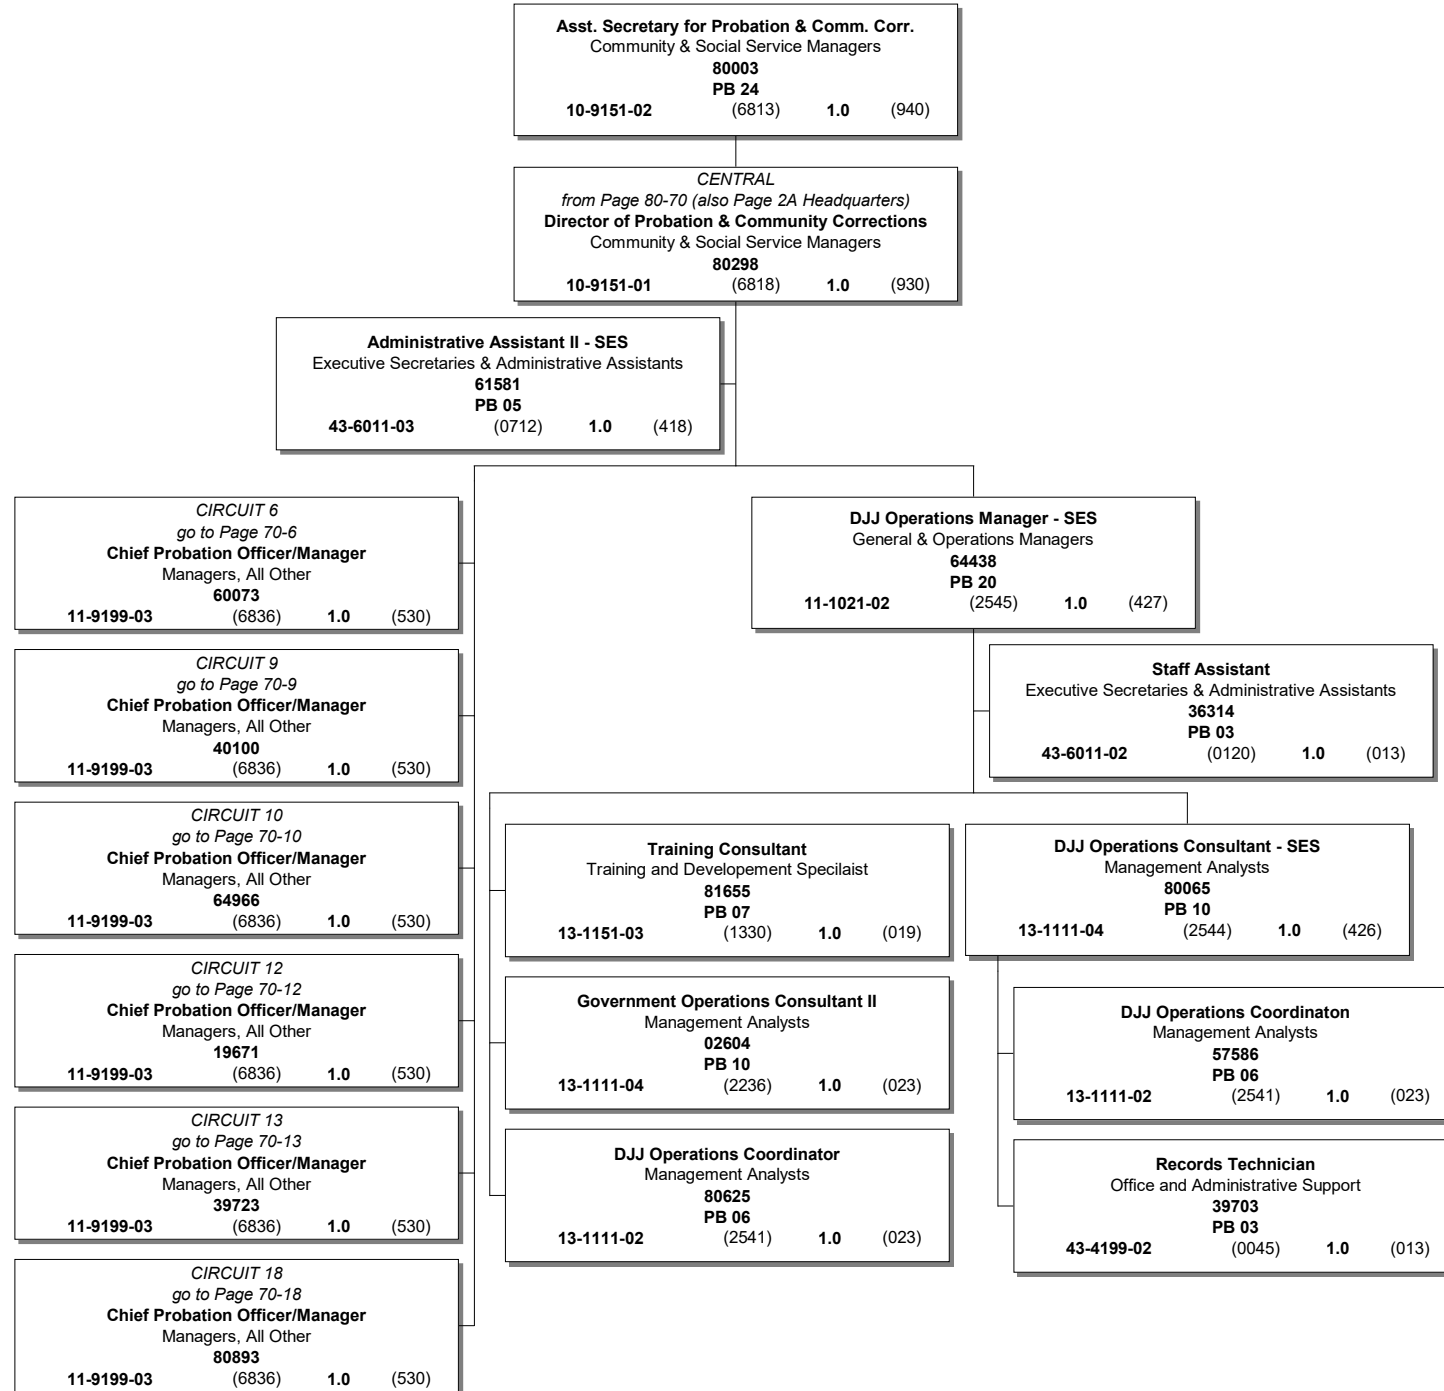 Asst. Secretary for Probation & Comm. Corr.
Community & Social Service Managers
80003
PB 24
10-9151-02 (6813) 1.0 (940)
CENTRAL
from Page 80-70 (also Page 2A Headquarters)
Director of Probation & Community Corrections
Community & Social Service Managers
80298
10-9151-01 (6818) 1.0 (930)
Administrative Assistant II - SES
Executive Secretaries & Administrative Assistants
61581
PB 05
43-6011-03 (0712) 1.0 (418)
CIRCUIT 6
go to Page 70-6
Chief Probation Officer/Manager
Managers, All Other
60073
11-9199-03 (6836) 1.0 (530)
CIRCUIT 9
go to Page 70-9
Chief Probation Officer/Manager
Managers, All Other
40100
11-9199-03 (6836) 1.0 (530)
CIRCUIT 10
go to Page 70-10
Chief Probation Officer/Manager
Managers, All Other
64966
11-9199-03 (6836) 1.0 (530)
CIRCUIT 12
go to Page 70-12
Chief Probation Officer/Manager
Managers, All Other
19671
11-9199-03 (6836) 1.0 (530)
CIRCUIT 13
go to Page 70-13
Chief Probation Officer/Manager
Managers, All Other
39723
11-9199-03 (6836) 1.0 (530)
CIRCUIT 18
go to Page 70-18
Chief Probation Officer/Manager
Managers, All Other
80893
11-9199-03 (6836) 1.0 (530)
DJJ Operations Manager - SES
General & Operations Managers
64438
PB 20
11-1021-02 (2545) 1.0 (427)
Staff Assistant
Executive Secretaries & Administrative Assistants
36314
PB 03
43-6011-02 (0120) 1.0 (013)
Training Consultant
Training and Developement Specilaist
81655
PB 07
13-1151-03 (1330) 1.0 (019)
Government Operations Consultant II
Management Analysts
02604
PB 10
13-1111-04 (2236) 1.0 (023)
DJJ Operations Coordinator
Management Analysts
80625
PB 06
13-1111-02 (2541) 1.0 (023)
DJJ Operations Consultant - SES
Management Analysts
80065
PB 10
13-1111-04 (2544) 1.0 (426)
DJJ Operations Coordinaton
Management Analysts
57586
PB 06
13-1111-02 (2541) 1.0 (023)
Records Technician
Office and Administrative Support
39703
PB 03
43-4199-02 (0045) 1.0 (013)